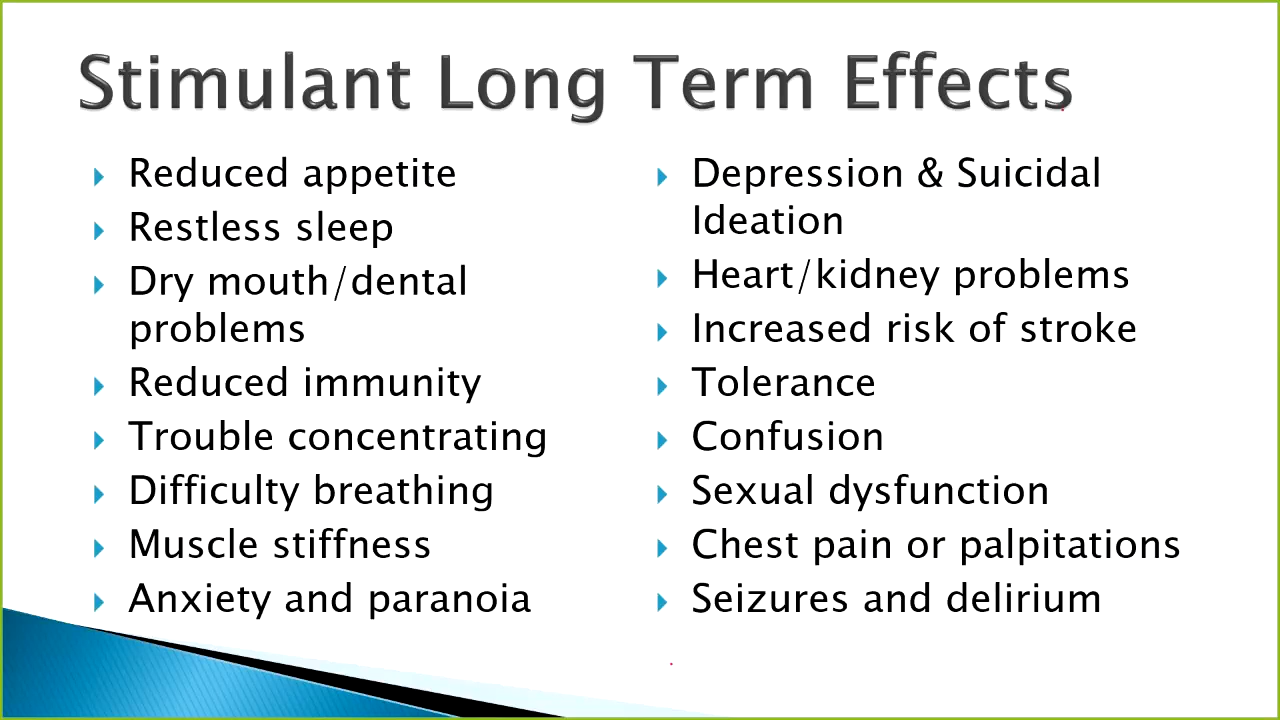 Stimulant Long Term Effects
Reduced appetite
Restless sleep
Dry mouth/dental
problems
Reduced immunity
Trouble concentrating
Difficulty breathing
Muscle stiffness
Anxiety and paranoia
Depression & Suicidal
Ideation
Heart/kidney problems
Increased risk of stroke
Tolerance
Confusion
Sexual dysfunction
Chest pain or palpitations
Seizures and delirium